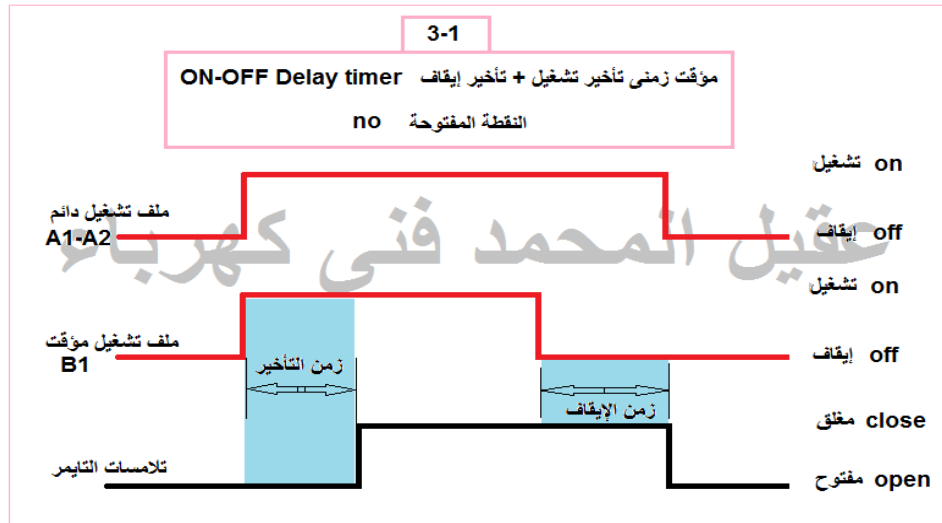 3-1
مؤقت زمنى تأخير تشغيل + تأخير إيقاف ON-OFF Delay timer
النقطة المفتوحة no
on تشغيل
ملف تشغيل دائم
A1-A2
off إيقاف
عقيل المحمد فنى كهرباء
on تشغيل
ملف تشغيل مؤقت
B1
off إيقاف
زمن التأخير
زمن الإيقاف
close مغلق
تلامسات التايمر
open مفتوح